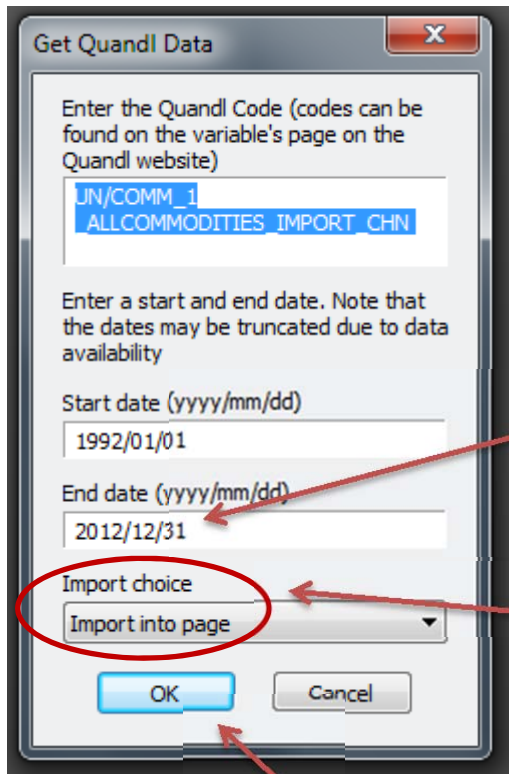 Get Quandl Data
x
Enter the Quandl Code (codes can be
found on the variable's page on the
Quandl website)
UN/COMM_1
_ALLCOMMODITIES_IMPORT_CHN
Enter a start and end date. Note that
the dates may be truncated due to data
availability
Start date (yyyy/mm/dd)
1992/01/01
End date (yyyy/mm/dd)
2012/12/31
Import choice
Import into page
OK Cancel